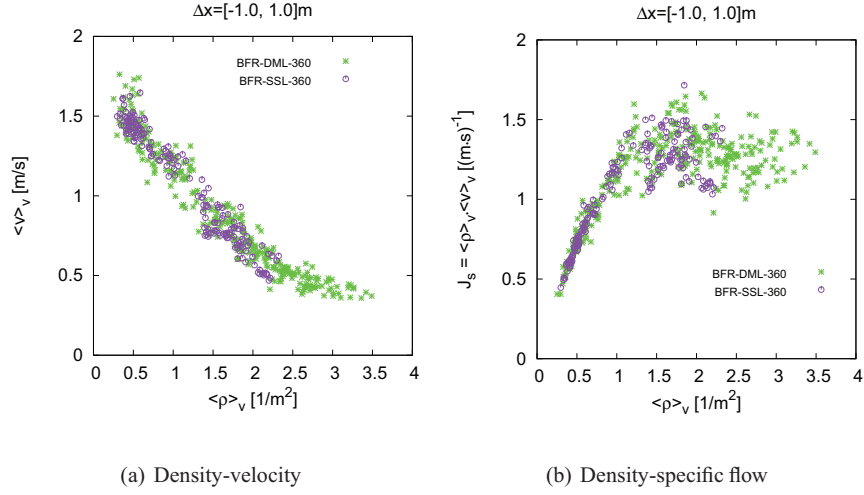 Δx=[-1.0, 1.0]m
BFR-DML-360
BFR-SSL-360
2
1.5
1
0.5
0
<v>v [m/s]
0 0.5 1 1.5 2 2.5 3 3.5 4
<ρ>v [1/m²]
(a) Density-velocity
Δx=[-1.0, 1.0]m
2
1.5
1
0.5
0
Js = <ρ>v·<v>v [(m·s)⁻¹]
BFR-DML-360
BFR-SSL-360
0 0.5 1 1.5 2 2.5 3 3.5 4
<ρ>v [1/m²]
(b) Density-specific flow